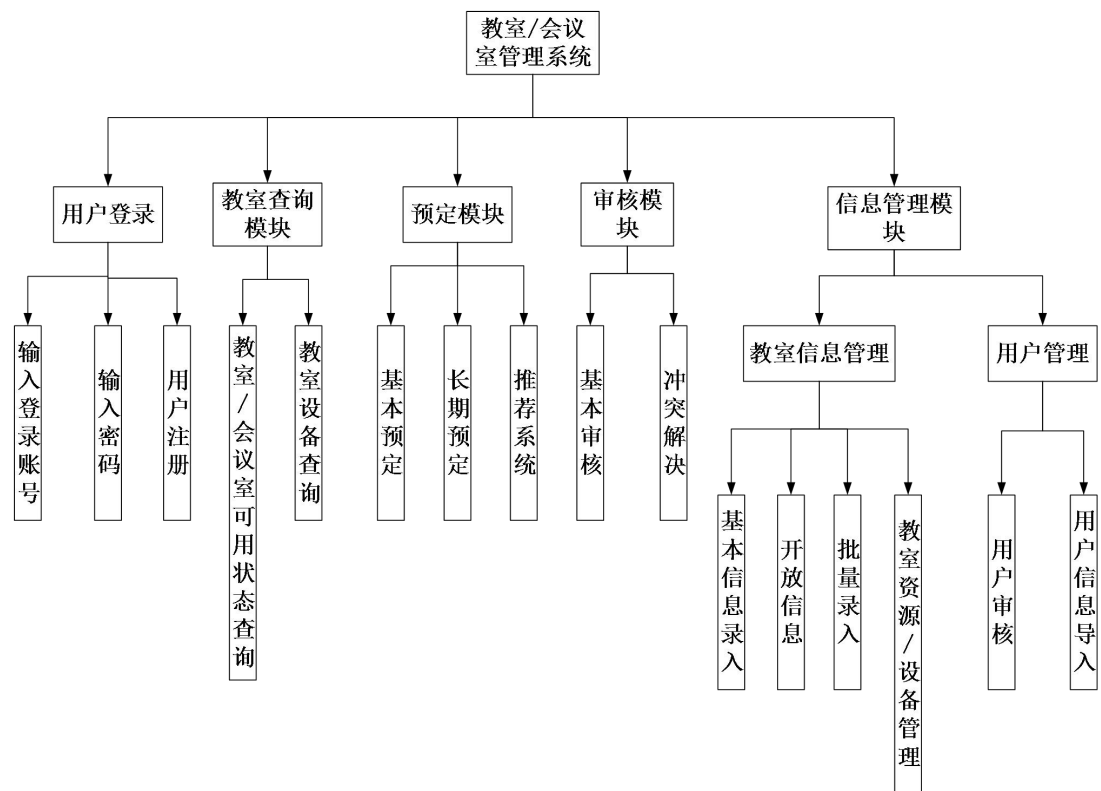 教室/会议
室管理系统
用户登录
教室查询
模块
预定模块
审核模
块
信息管理模
块
教室信息管理
用户管理
输入登录账号
输入密码
用户注册
教室/会议室可用状态查询
教室设备查询
基本预定
长期预定
推荐系统
基本审核
冲突解决
基本信息录入
开放信息
批量录入
教室资源/设备管理
用户审核
用户信息导入